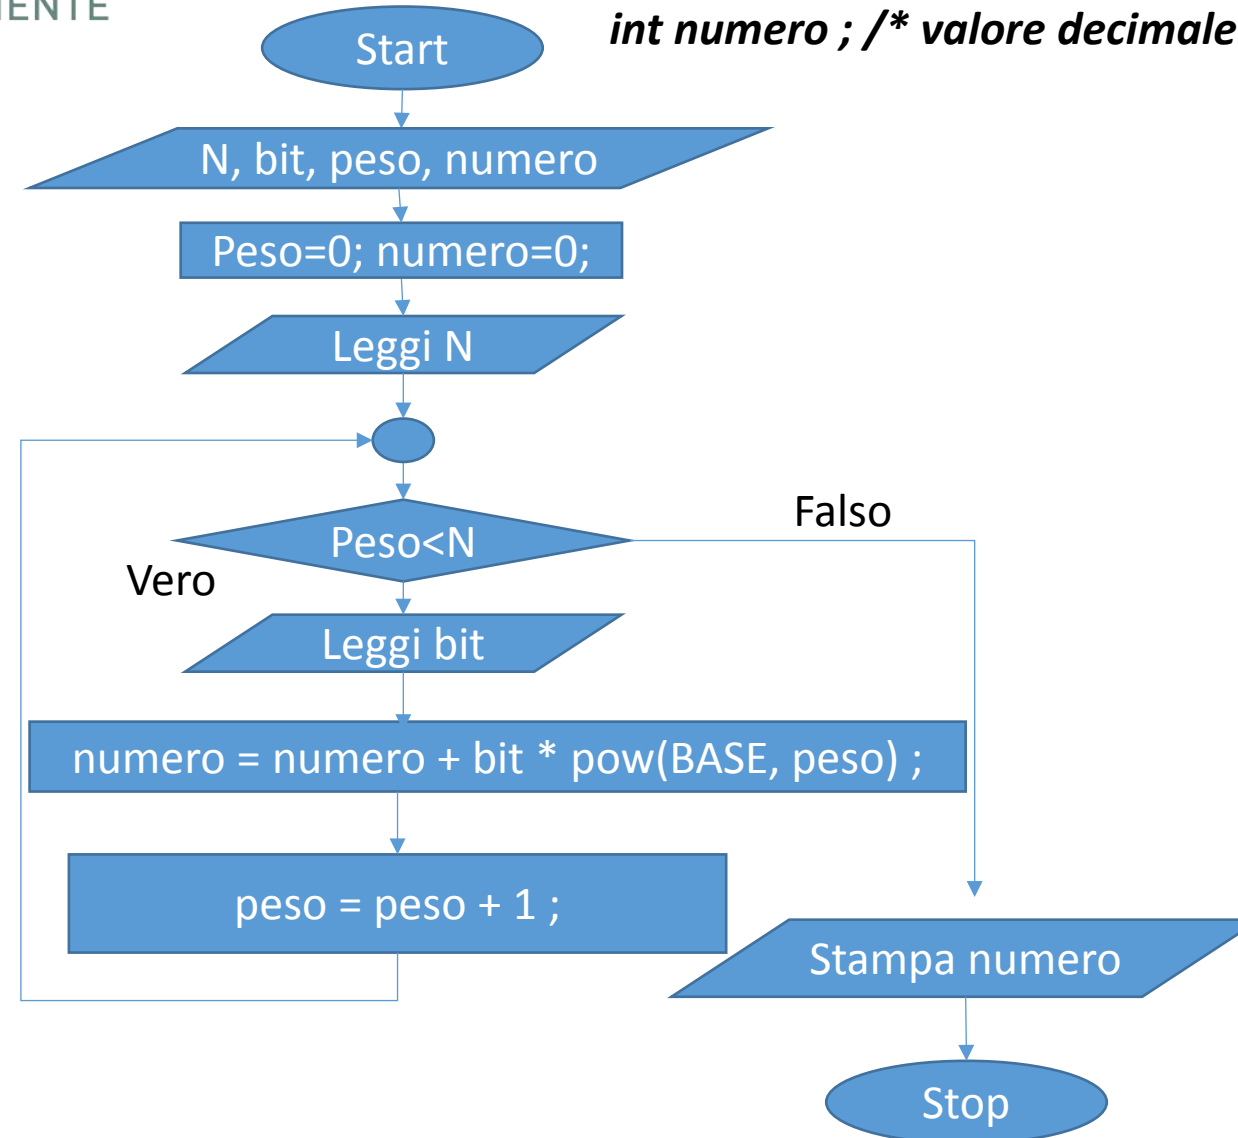 int numero ; /* valore decimale
Start
N, bit, peso, numero
Peso=0; numero=0;
Leggi N
Peso<N
Falso
Vero
Leggi bit
numero = numero + bit * pow(BASE, peso) ;
peso = peso + 1 ;
Stampa numero
Stop